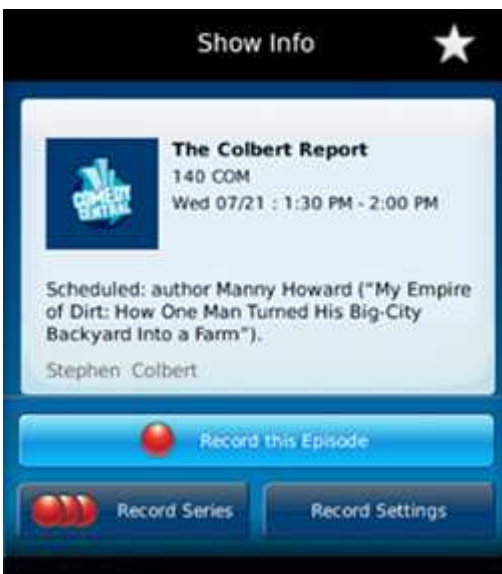 Show Info
The Colbert Report
140 COM
Wed 07/21 : 1:30 PM - 2:00 PM
COMEDY
CENTRAL
Scheduled: author Manny Howard ("My Empire
of Dirt: How One Man Turned His Big-City
Backyard Into a Farm").
Stephen Colbert
Record this Episode
Record Series
Record Settings